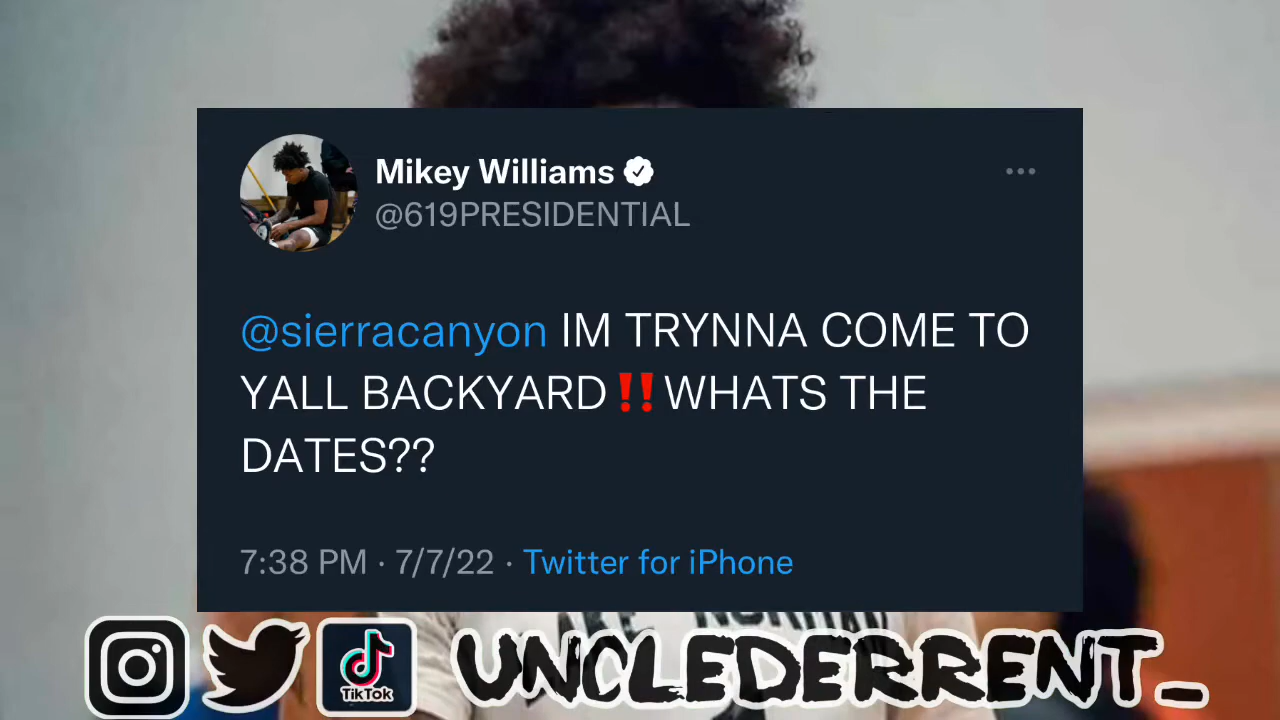 Mikey Williams
@619PRESIDENTIAL
@sierracanyon IM TRYNNA COME TO
YALL BACKYARD‼️WHATS THE
DATES??
7:38 PM · 7/7/22 · Twitter for iPhone
TikTok
UNCLEDERRENT_